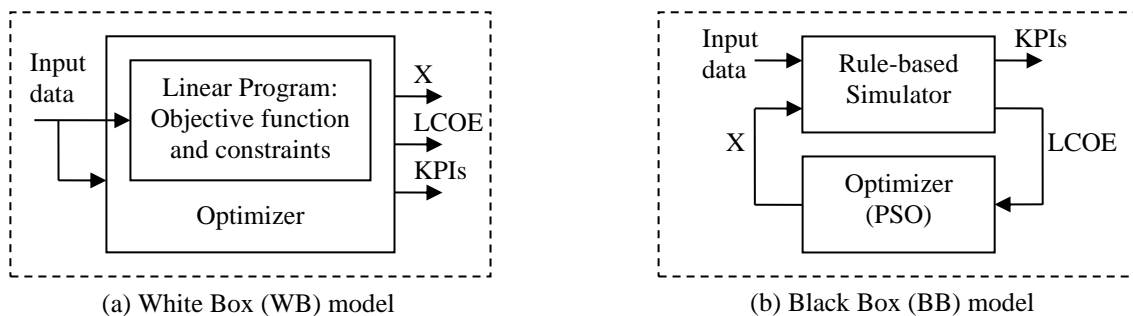 Input
data
Linear Program:
Objective function
and constraints
Optimizer
X
LCOE
KPIs
(a) White Box (WB) model
Input
data
Rule-based
Simulator
KPIs
X
LCOE
Optimizer
(PSO)
(b) Black Box (BB) model